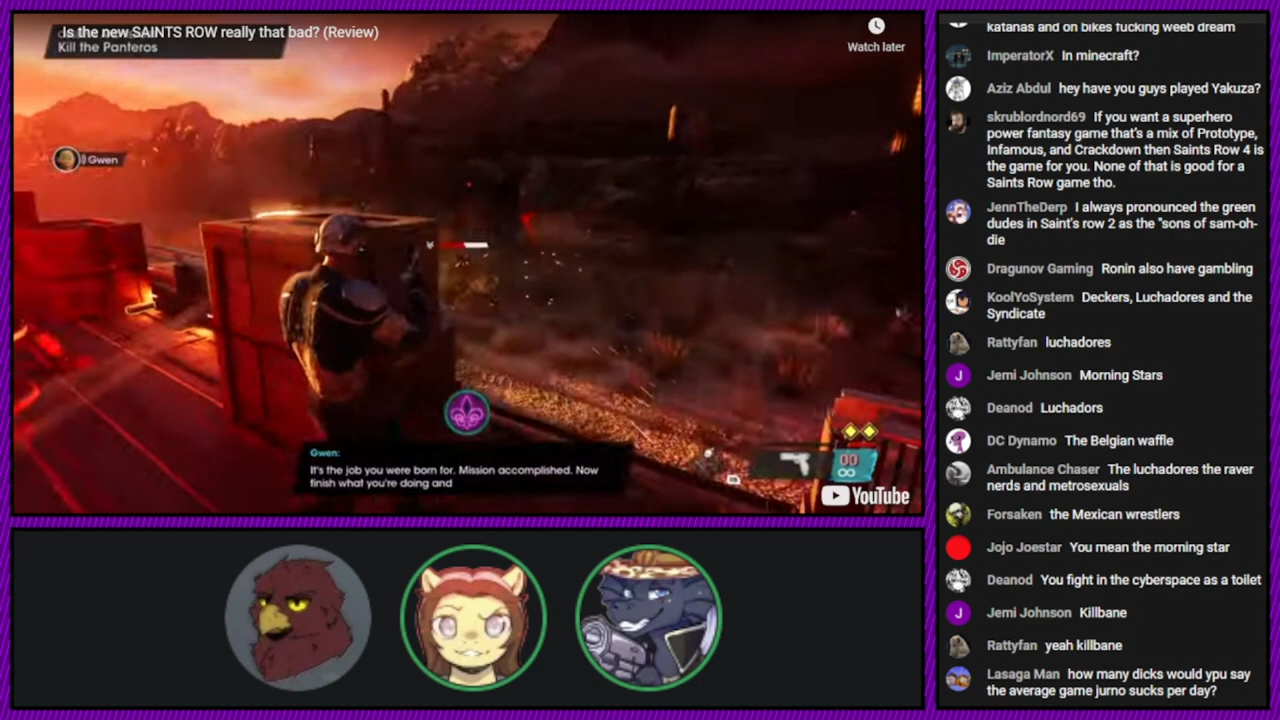 Is the new SAINTS ROW really that bad? (Review)
Kill the Panteros
Watch later
Gwen
Gwen:
It's the job you were born for. Mission accomplished. Now
finish what you're doing and
00
∞
YouTube
katanas and on bikes fucking weeb dream
ImperatorX In minecraft?
Aziz Abdul hey have you guys played Yakuza?
skrublordnord69 If you want a superhero
power fantasy game that's a mix of Prototype,
Infamous, and Crackdown then Saints Row 4 is
the game for you. None of that is good for a
Saints Row game tho.
JennTheDerp I always pronounced the green
dudes in Saint's row 2 as the "sons of sam-oh-
die
Dragunov Gaming Ronin also have gambling
KoolYoSystem Deckers, Luchadores and the
Syndicate
Rattyfan luchadores
J
Jemi Johnson Morning Stars
Deanod Luchadors
DC Dynamo The Belgian waffle
Ambulance Chaser The luchadores the raver
nerds and metrosexuals
Forsaken the Mexican wrestlers
Jojo Joestar You mean the morning star
Deanod You fight in the cyberspace as a toilet
J
Jemi Johnson Killbane
Rattyfan yeah killbane
Lasaga Man how many dicks would ypu say
the average game jurno sucks per day?